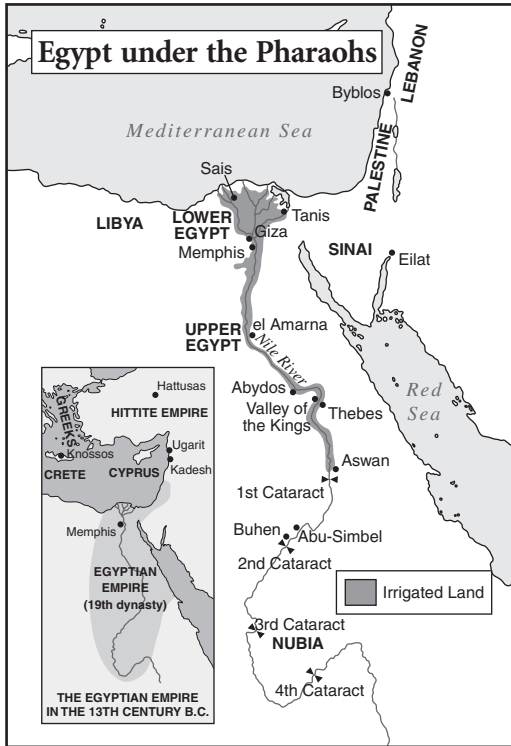 Egypt under the Pharaohs
LEBANON
Byblos
Mediterranean Sea
PALESTINE
Sais
LIBYA
LOWER
EGYPT
Tanis
Giza
Memphis
SINAI
Eilat
UPPER
EGYPT
el Amarna
Nile River
Abydos
Valley of
the Kings
Thebes
Red
Sea
Aswan
1st Cataract
Buhen
Abu-Simbel
2nd Cataract
Irrigated Land
3rd Cataract
NUBIA
4th Cataract
Hattusas
HITTITE EMPIRE
GREEKS
Knossos
CRETE
CYPRUS
Ugarit
Kadesh
Memphis
EGYPTIAN
EMPIRE
(19th dynasty)
THE EGYPTIAN EMPIRE
IN THE 13TH CENTURY B.C.